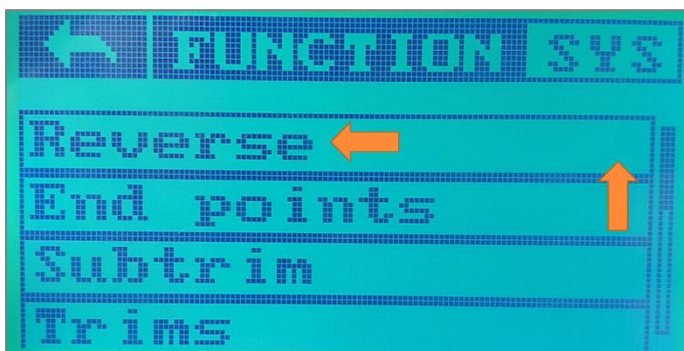 FUNCTION SYS
Reverse
End points
Subtrim
Trims